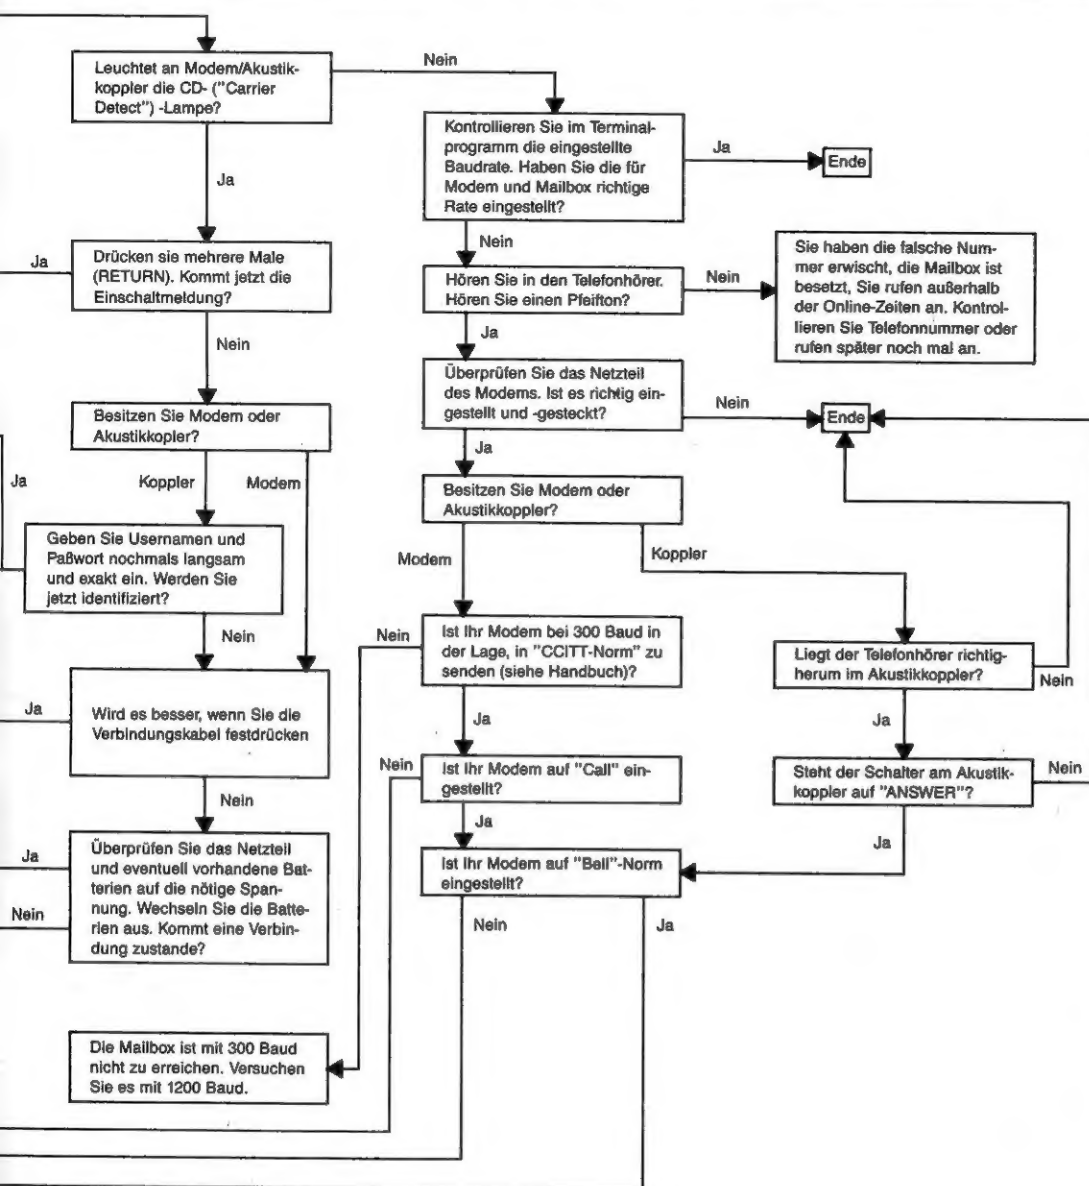 Leuchtet an Modem/Akustik-
koppler die CD- ("Carrier
Detect") -Lampe?
Nein
Ja
Kontrollieren Sie im Terminal-
programm die eingestellte
Baudrate. Haben Sie die für
Modem und Mailbox richtige
Rate eingestellt?
Ja
Ende
Nein
Drücken sie mehrere Male
(RETURN). Kommt jetzt die
Einschaltmeldung?
Ja
Nein
Hören Sie in den Telefonhörer.
Hören Sie einen Pfeifton?
Nein
Ja
Sie haben die falsche Num-
mer erwischt, die Mailbox ist
besetzt, Sie rufen außerhalb
der Online-Zeiten an. Kontrol-
lieren Sie Telefonnummer oder
rufen später noch mal an.
Überprüfen Sie das Netzteil
des Modems. Ist es richtig ein-
gestellt und -gesteckt?
Nein
Ende
Ja
Besitzen Sie Modem oder
Akustikkopler?
Koppler
Modem
Besitzen Sie Modem oder
Akustikkoppler?
Modem
Koppler
Ja
Geben Sie Usernamen und
Paßwort nochmals langsam
und exakt ein. Werden Sie
jetzt identifiziert?
Nein
Ist Ihr Modem bei 300 Baud in
der Lage, in "CCITT-Norm" zu
senden (siehe Handbuch)?
Nein
Ja
Liegt der Telefonhörer richtig-
herum im Akustikkoppler?
Nein
Ja
Wird es besser, wenn Sie die
Verbindungskabel festdrücken
Ja
Nein
Ist Ihr Modem auf "Call" ein-
gestellt?
Nein
Ja
Steht der Schalter am Akustik-
koppler auf "ANSWER"?
Nein
Ja
Überprüfen Sie das Netzteil
und eventuell vorhandene Bat-
terien auf die nötige Span-
nung. Wechseln Sie die Batte-
rien aus. Kommt eine Verbin-
dung zustande?
Ja
Nein
Ist Ihr Modem auf "Bell"-Norm
eingestellt?
Nein
Ja
Die Mailbox ist mit 300 Baud
nicht zu erreichen. Versuchen
Sie es mit 1200 Baud.